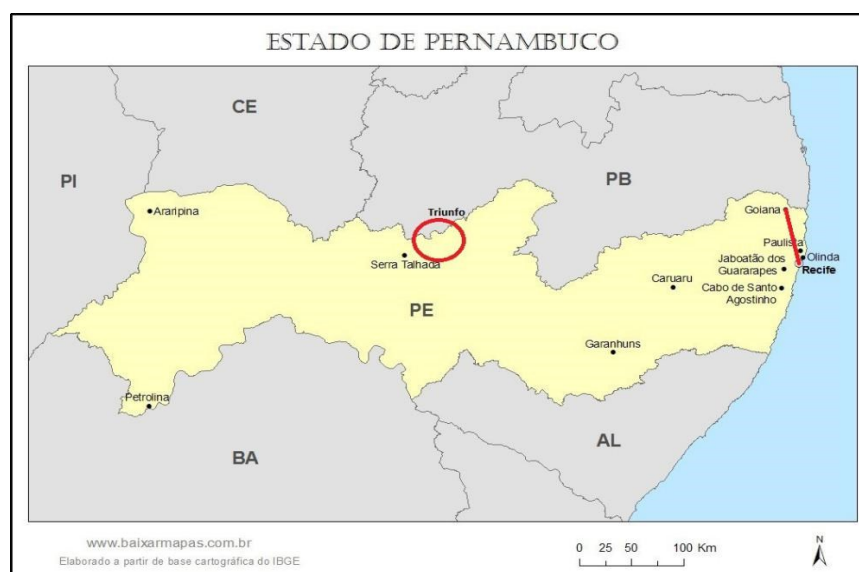 ESTADO DE PERNAMBUCO
CE
PI
PB
Araripina
Triunfo
Goiana
Serra Talhada
Paulista
Olinda
Jaboatão dos
Guararapes
Recife
Caruaru
Cabo de Santo
Agostinho
PE
Garanhuns
Petrolina
AL
BA
www.baixarmapas.com.br
Elaborado a partir de base cartográfica do IBGE
0 25 50 100 Km
N